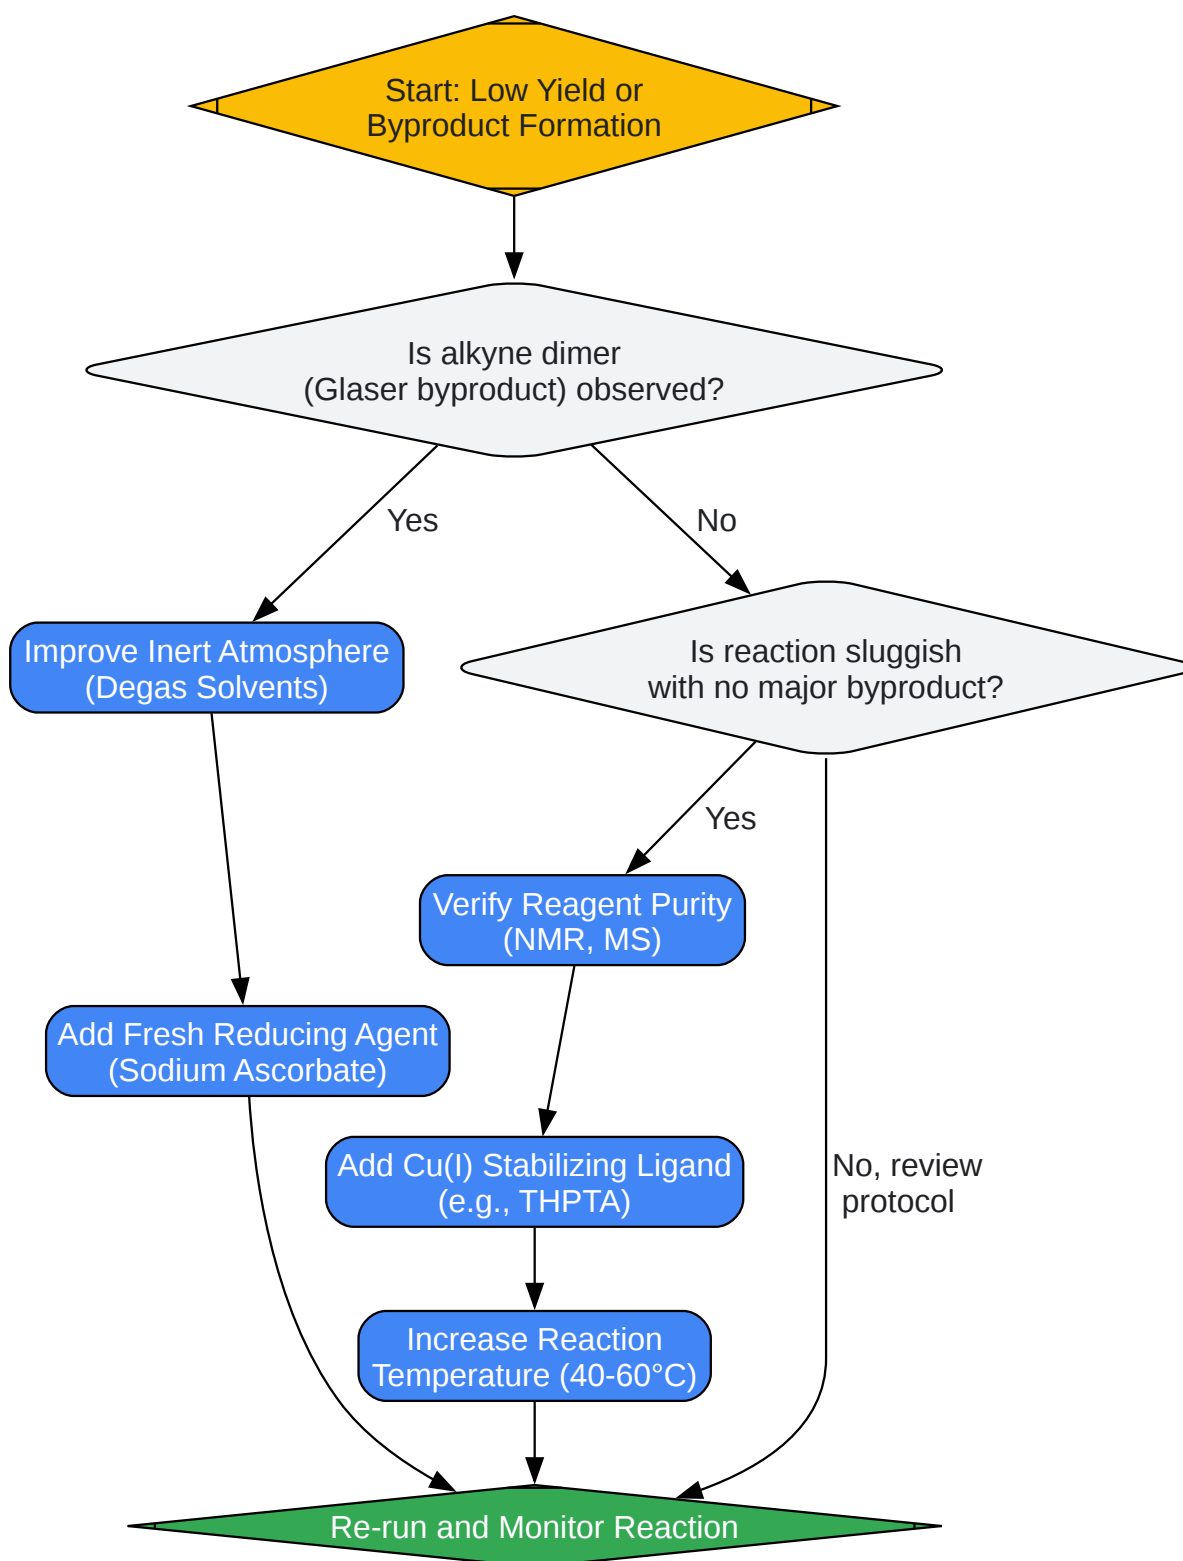 Start: Low Yield or
Byproduct Formation
Is alkyne dimer
(Glaser byproduct) observed?
Yes
No
Improve Inert Atmosphere
(Degas Solvents)
Is reaction sluggish
with no major byproduct?
Yes
Verify Reagent Purity
(NMR, MS)
Add Fresh Reducing Agent
(Sodium Ascorbate)
Add Cu(I) Stabilizing Ligand
(e.g., THPTA)
No, review
protocol
Increase Reaction
Temperature (40-60°C)
Re-run and Monitor Reaction